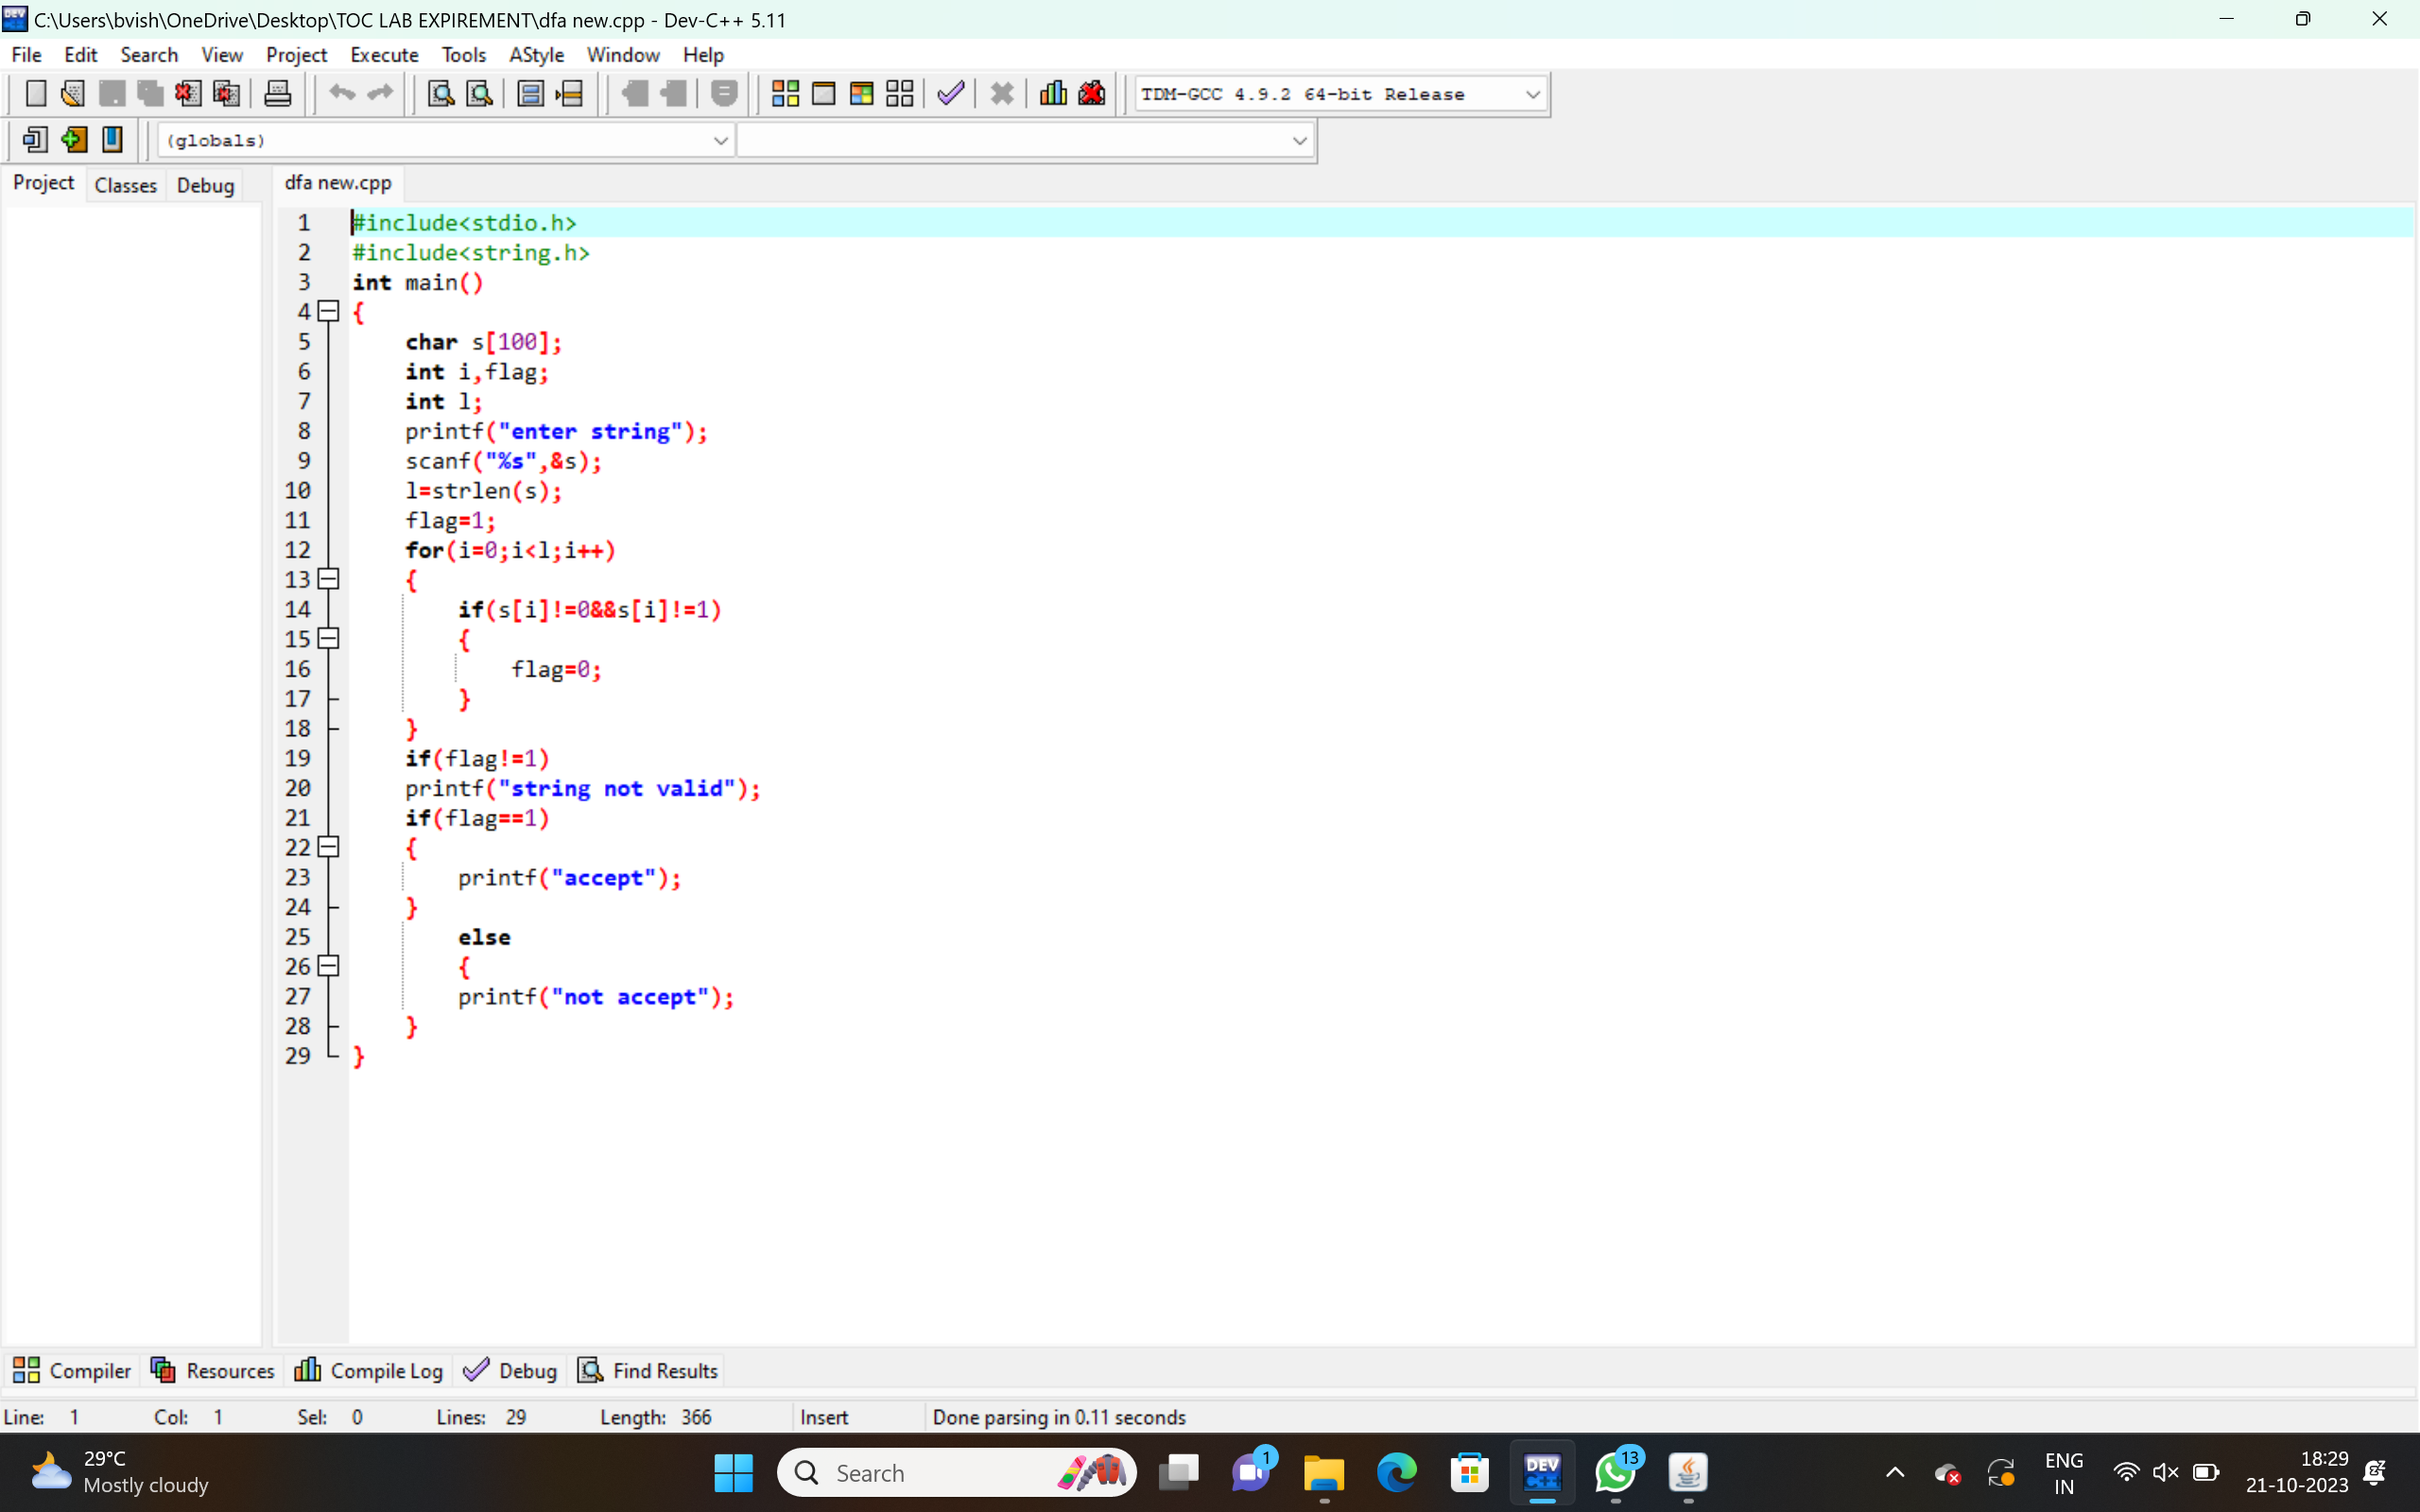 C:\Users\bvish\OneDrive\Desktop\TOC LAB EXPIREMENT\dfa new.cpp - Dev-C++ 5.11
File Edit Search View Project Execute Tools AStyle Window Help
TDM-GCC 4.9.2 64-bit Release
(globals)
Project Classes Debug dfa new.cpp
1 #include<stdio.h>
2 #include<string.h>
3 int main()
4 {
5 char s[100];
6 int i,flag;
7 int l;
8 printf("enter string");
9 scanf("%s",&s);
10 l=strlen(s);
11 flag=1;
12 for(i=0;i<l;i++)
13 {
14 if(s[i]!=0&&s[i]!=1)
15 {
16 flag=0;
17 }
18 }
19 if(flag!=1)
20 printf("string not valid");
21 if(flag==1)
22 {
23 printf("accept");
24 }
25 else
26 {
27 printf("not accept");
28 }
29 }
Compiler Resources Compile Log Debug Find Results
Line: 1 Col: 1 Sel: 0 Lines: 29 Length: 366 Insert Done parsing in 0.11 seconds
29°C
Mostly cloudy
Search
1
DEV C++
13
ENG
IN
18:29
21-10-2023